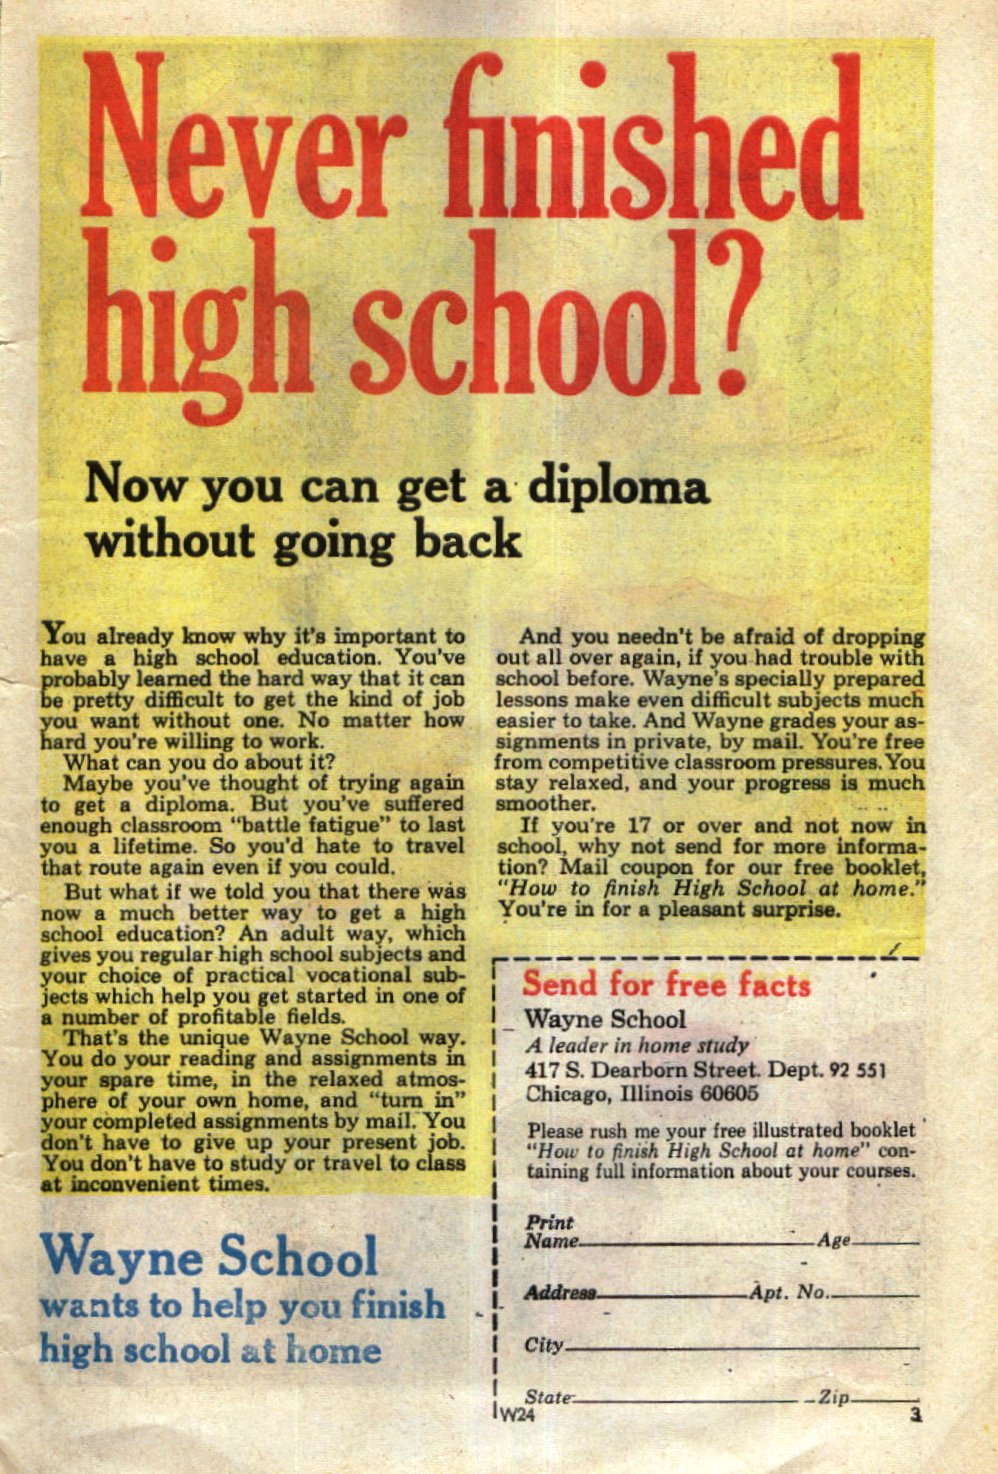 Never finished
high school?
Now you can get a diploma
without going back
You already know why it's important to
have a high school education. You've
probably learned the hard way that it can
be pretty difficult to get the kind of job
you want without one. No matter how
hard you're willing to work.
What can you do about it?
Maybe you've thought of trying again
to get a diploma. But you've suffered
enough classroom "battle fatigue" to last
you a lifetime. So you'd hate to travel
that route again even if you could.
But what if we told you that there was
now a much better way to get a high
school education? An adult way, which
gives you regular high school subjects and
your choice of practical vocational sub-
jects which help you get started in one of
a number of profitable fields.
That's the unique Wayne School way.
You do your reading and assignments in
your spare time, in the relaxed atmos-
phere of your own home, and "turn in"
your completed assignments by mail. You
don't have to give up your present job.
You don't have to study or travel to class
at inconvenient times.
And you needn't be afraid of dropping
out all over again, if you had trouble with
school before. Wayne's specially prepared
lessons make even difficult subjects much
easier to take. And Wayne grades your as-
signments in private, by mail. You're free
from competitive classroom pressures. You
stay relaxed, and your progress is much
smoother.
If you're 17 or over and not now in
school, why not send for more informa-
tion? Mail coupon for our free booklet,
"How to finish High School at home."
You're in for a pleasant surprise.
Wayne School
wants to help you finish
high school at home
Send for free facts
Wayne School
A leader in home study
417 S. Dearborn Street. Dept. 92 551
Chicago, Illinois 60605
Please rush me your free illustrated booklet
"How to finish High School at home" con-
taining full information about your courses.
Print
Name Age
Address Apt. No.
City
State Zip
W24 3